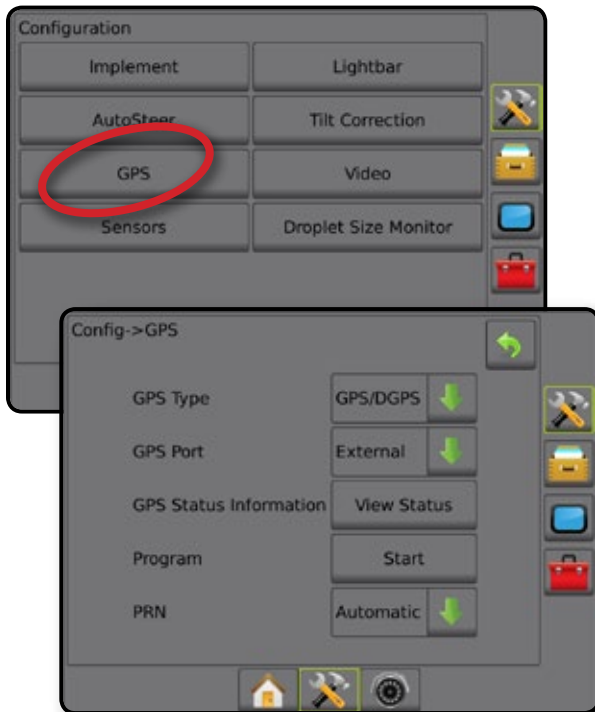 Configuration
Implement Lightbar
AutoSteer Tilt Correction
GPS Video
Sensors Droplet Size Monitor
Config->GPS
GPS Type GPS/DGPS
GPS Port External
GPS Status Information View Status
Program Start
PRN Automatic